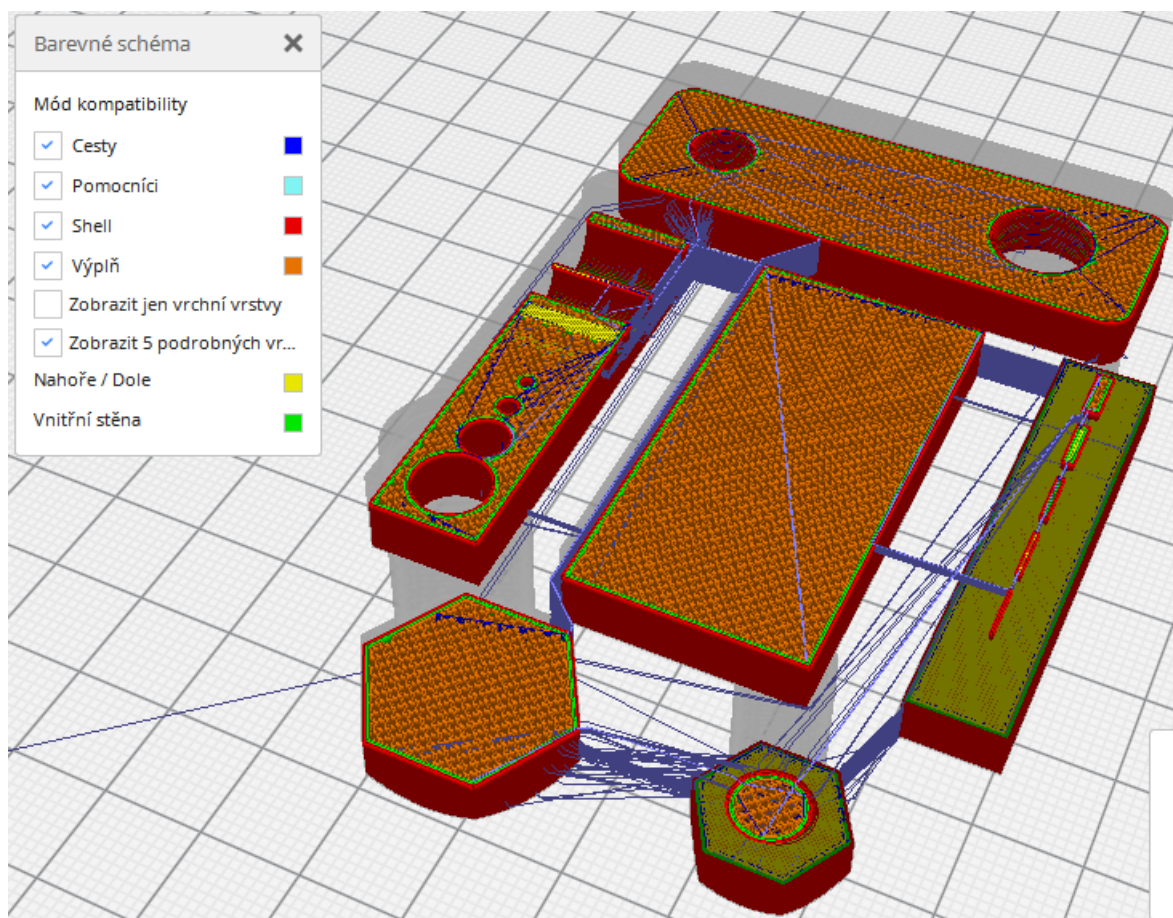 Barevné schéma
Mód kompatibility
Cesty
Pomocníci
Shell
Výplň
Zobrazit jen vrchní vrstvy
Zobrazit 5 podrobných vr...
Nahoře / Dole
Vnitřní stěna